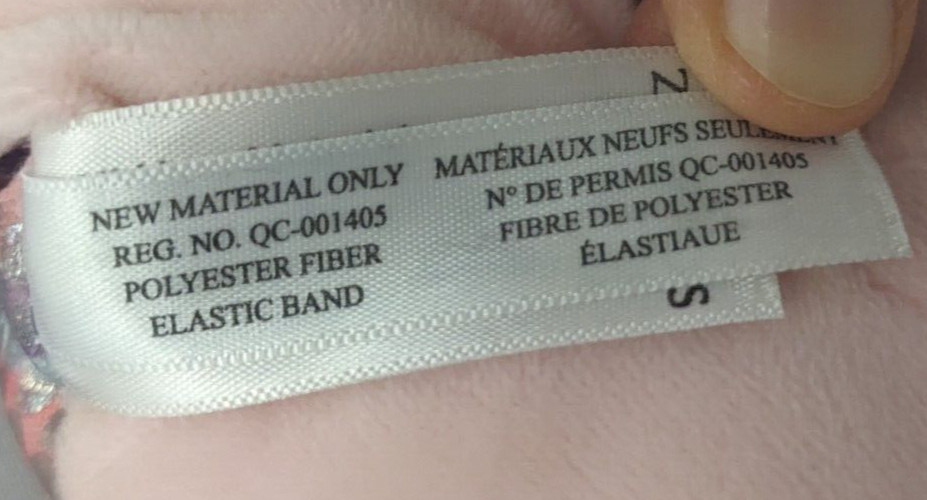 NEW MATERIAL ONLY
REG. NO. QC-001405
POLYESTER FIBER
ELASTIC BAND
MATÉRIAUX NEUFS SEULEMENT
Nº DE PERMIS QC-001405
FIBRE DE POLYESTER
ÉLASTIAUE